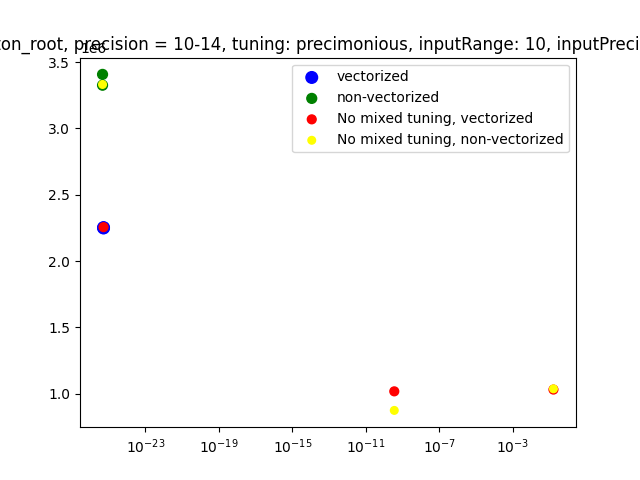 precision = 10-14, tuning: precimonious, inputRange: 10,
1e6
vectorized
non-vectorized
No mixed tuning, vectorized
No mixed tuning, non-vectorized
3.5
3.0
2.5
2.0
1.5
1.0
10⁻²³ 10⁻¹⁹ 10⁻¹⁵ 10⁻¹¹ 10⁻⁷ 10⁻³